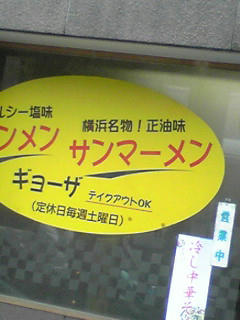 ルシー塩味
ンメン
横浜名物！正油味
サンマーメン
ギョーザ
テイクアウトOK
（定休日毎週土曜日）
営業中
冷し中華